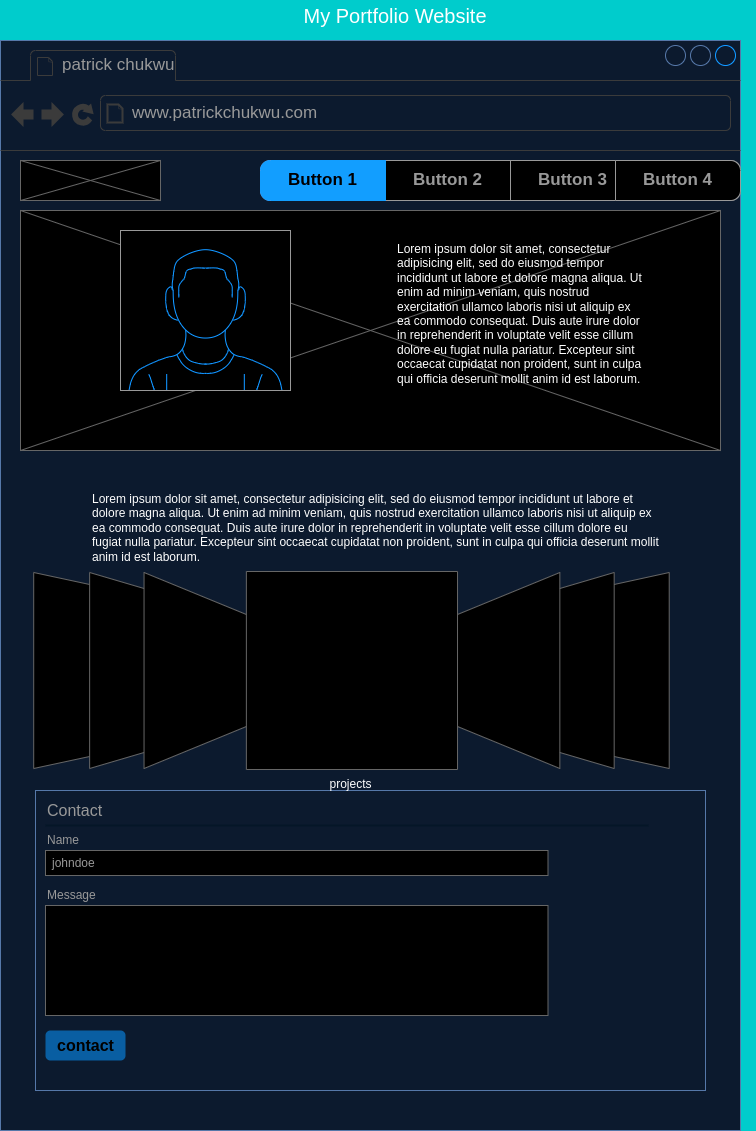 My Portfolio Website
patrick chukwu
www.patrickchukwu.com
Button 1 Button 2 Button 3 Button 4
Lorem ipsum dolor sit amet, consectetur
adipisicing elit, sed do eiusmod tempor
incididunt ut labore et dolore magna aliqua. Ut
enim ad minim veniam, quis nostrud
exercitation ullamco laboris nisi ut aliquip ex
ea commodo consequat. Duis aute irure dolor
in reprehenderit in voluptate velit esse cillum
dolore eu fugiat nulla pariatur. Excepteur sint
occaecat cupidatat non proident, sunt in culpa
qui officia deserunt mollit anim id est laborum.
Lorem ipsum dolor sit amet, consectetur adipisicing elit, sed do eiusmod tempor incididunt ut labore et
dolore magna aliqua. Ut enim ad minim veniam, quis nostrud exercitation ullamco laboris nisi ut aliquip ex
ea commodo consequat. Duis aute irure dolor in reprehenderit in voluptate velit esse cillum dolore eu
fugiat nulla pariatur. Excepteur sint occaecat cupidatat non proident, sunt in culpa qui officia deserunt mollit
anim id est laborum.
projects
Contact
Name
johndoe
Message
contact